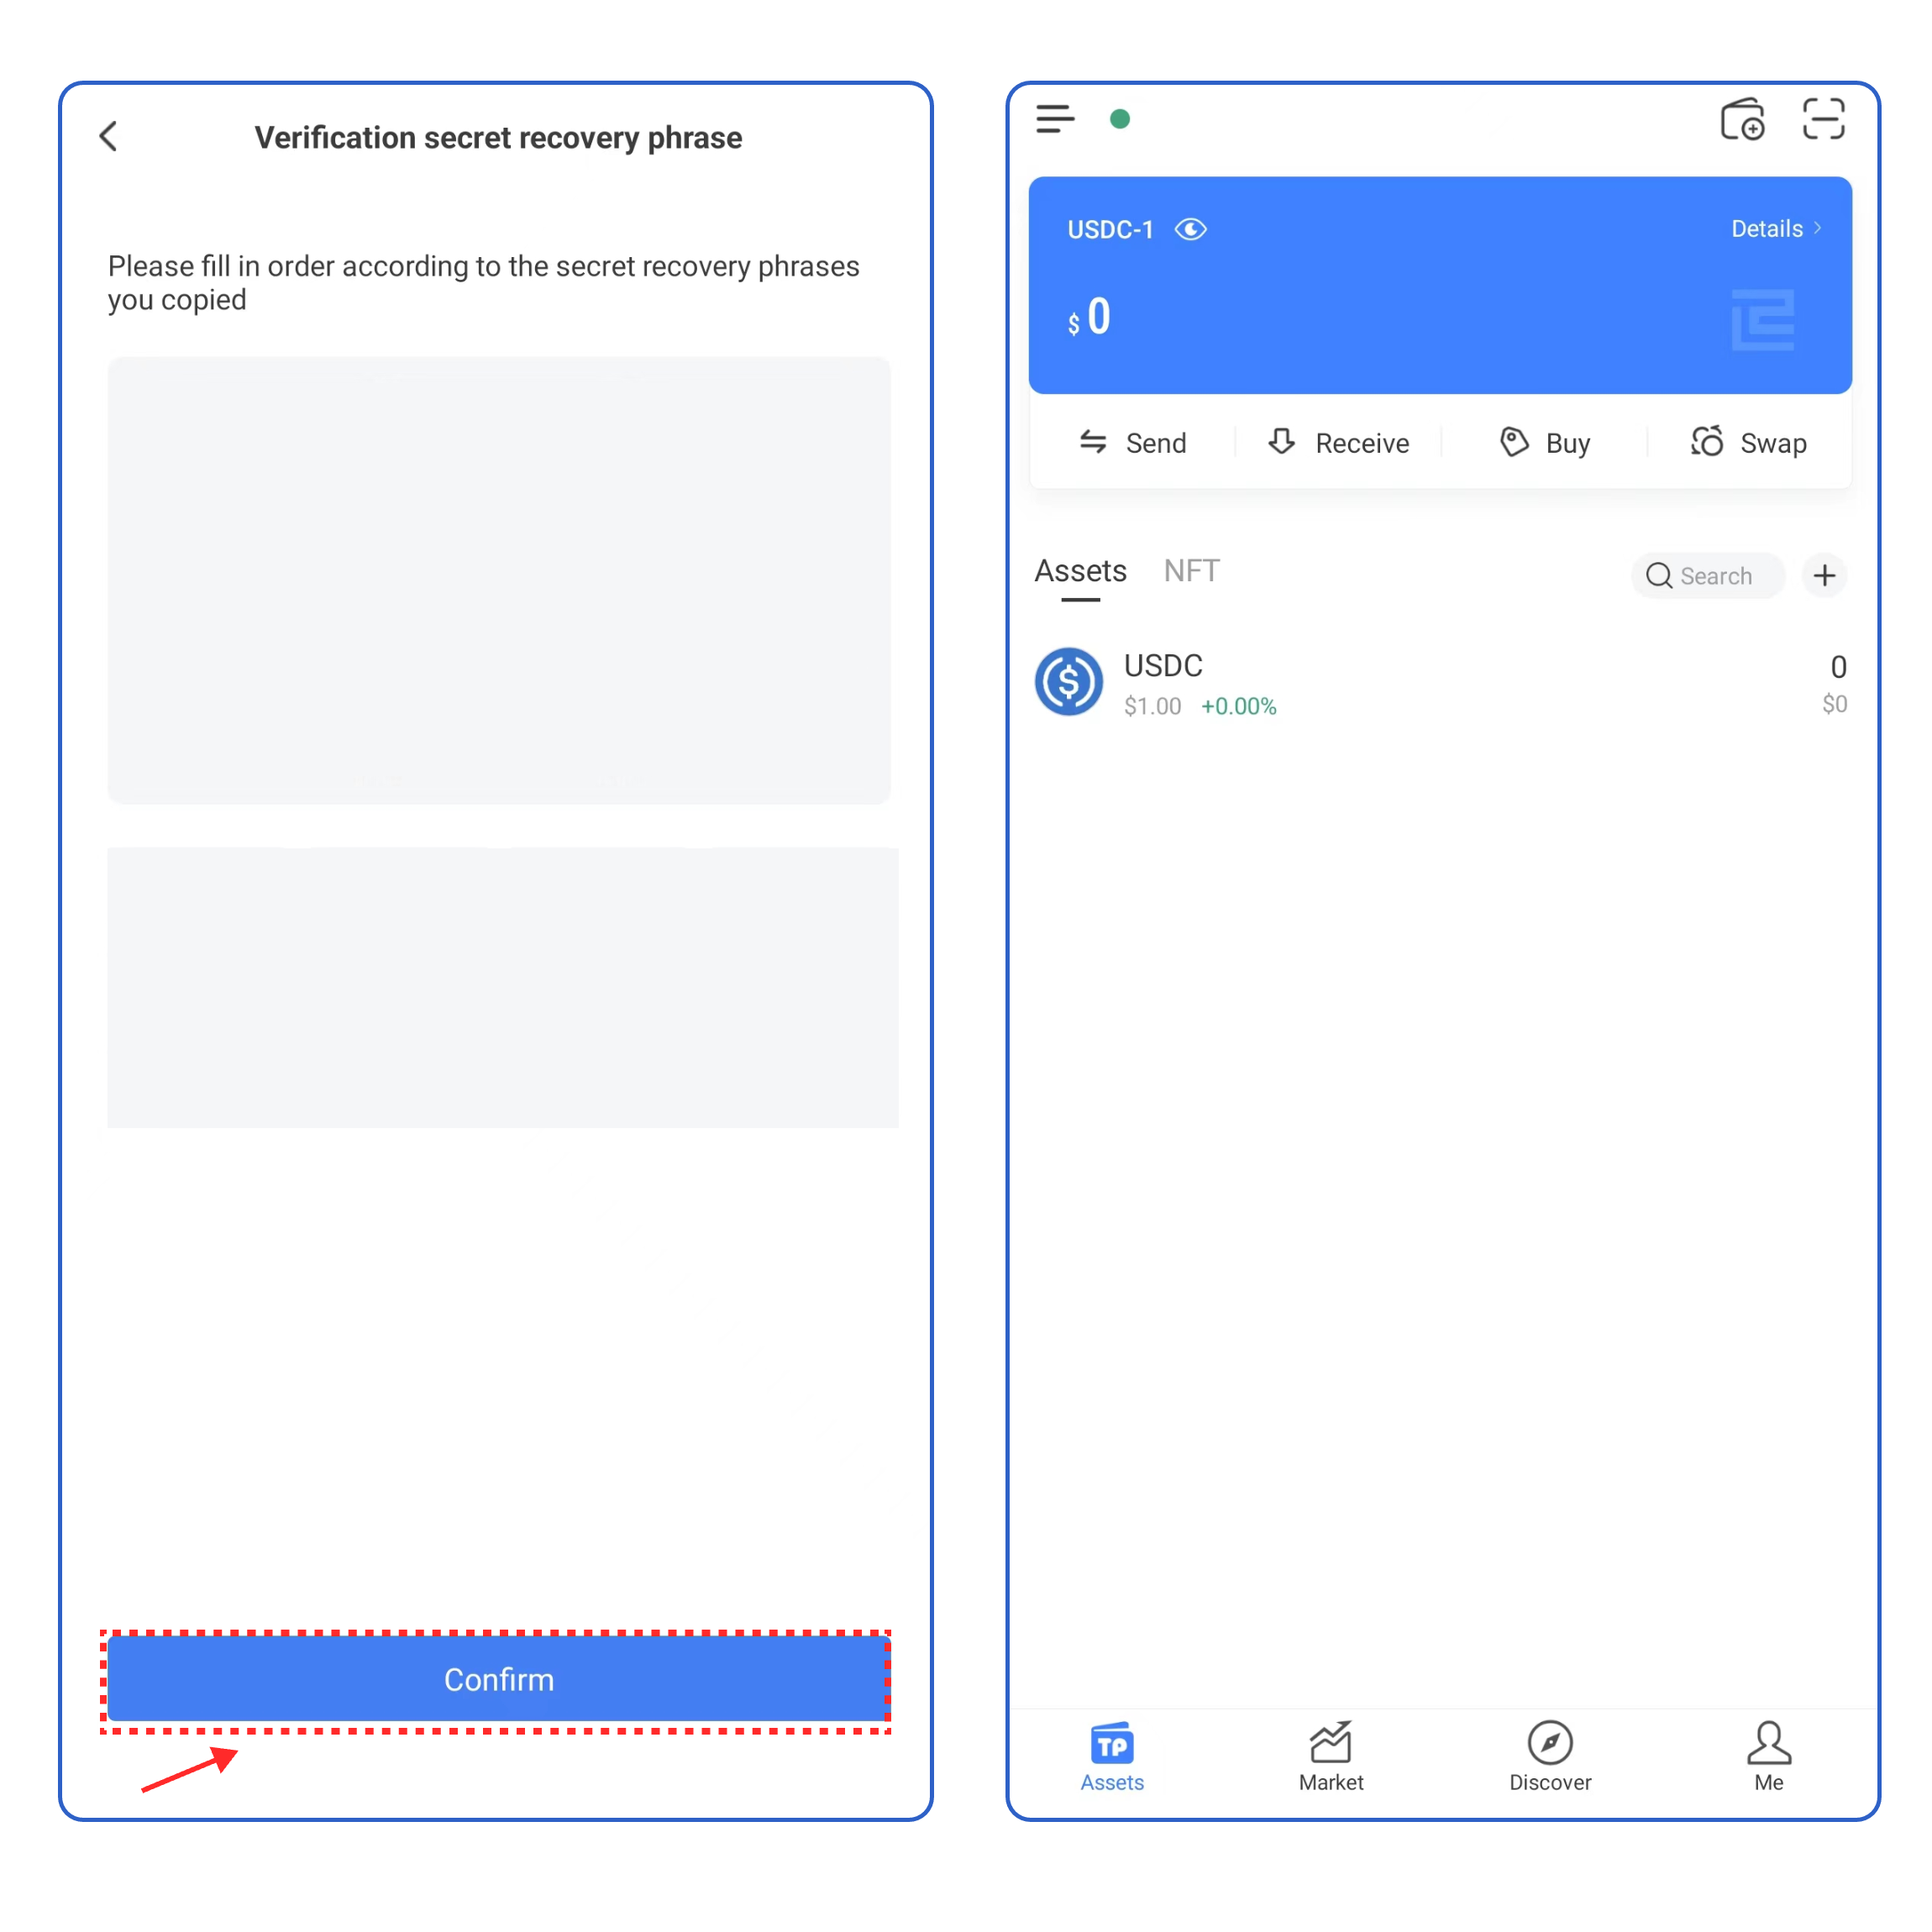 Verification secret recovery phrase
Please fill in order according to the secret recovery phrases
you copied
Confirm
USDC-1
Details
$ 0
Send
Receive
Buy
Swap
Assets
NFT
Search
USDC
0
$1.00 +0.00%
$0
TP
Assets
Market
Discover
Me